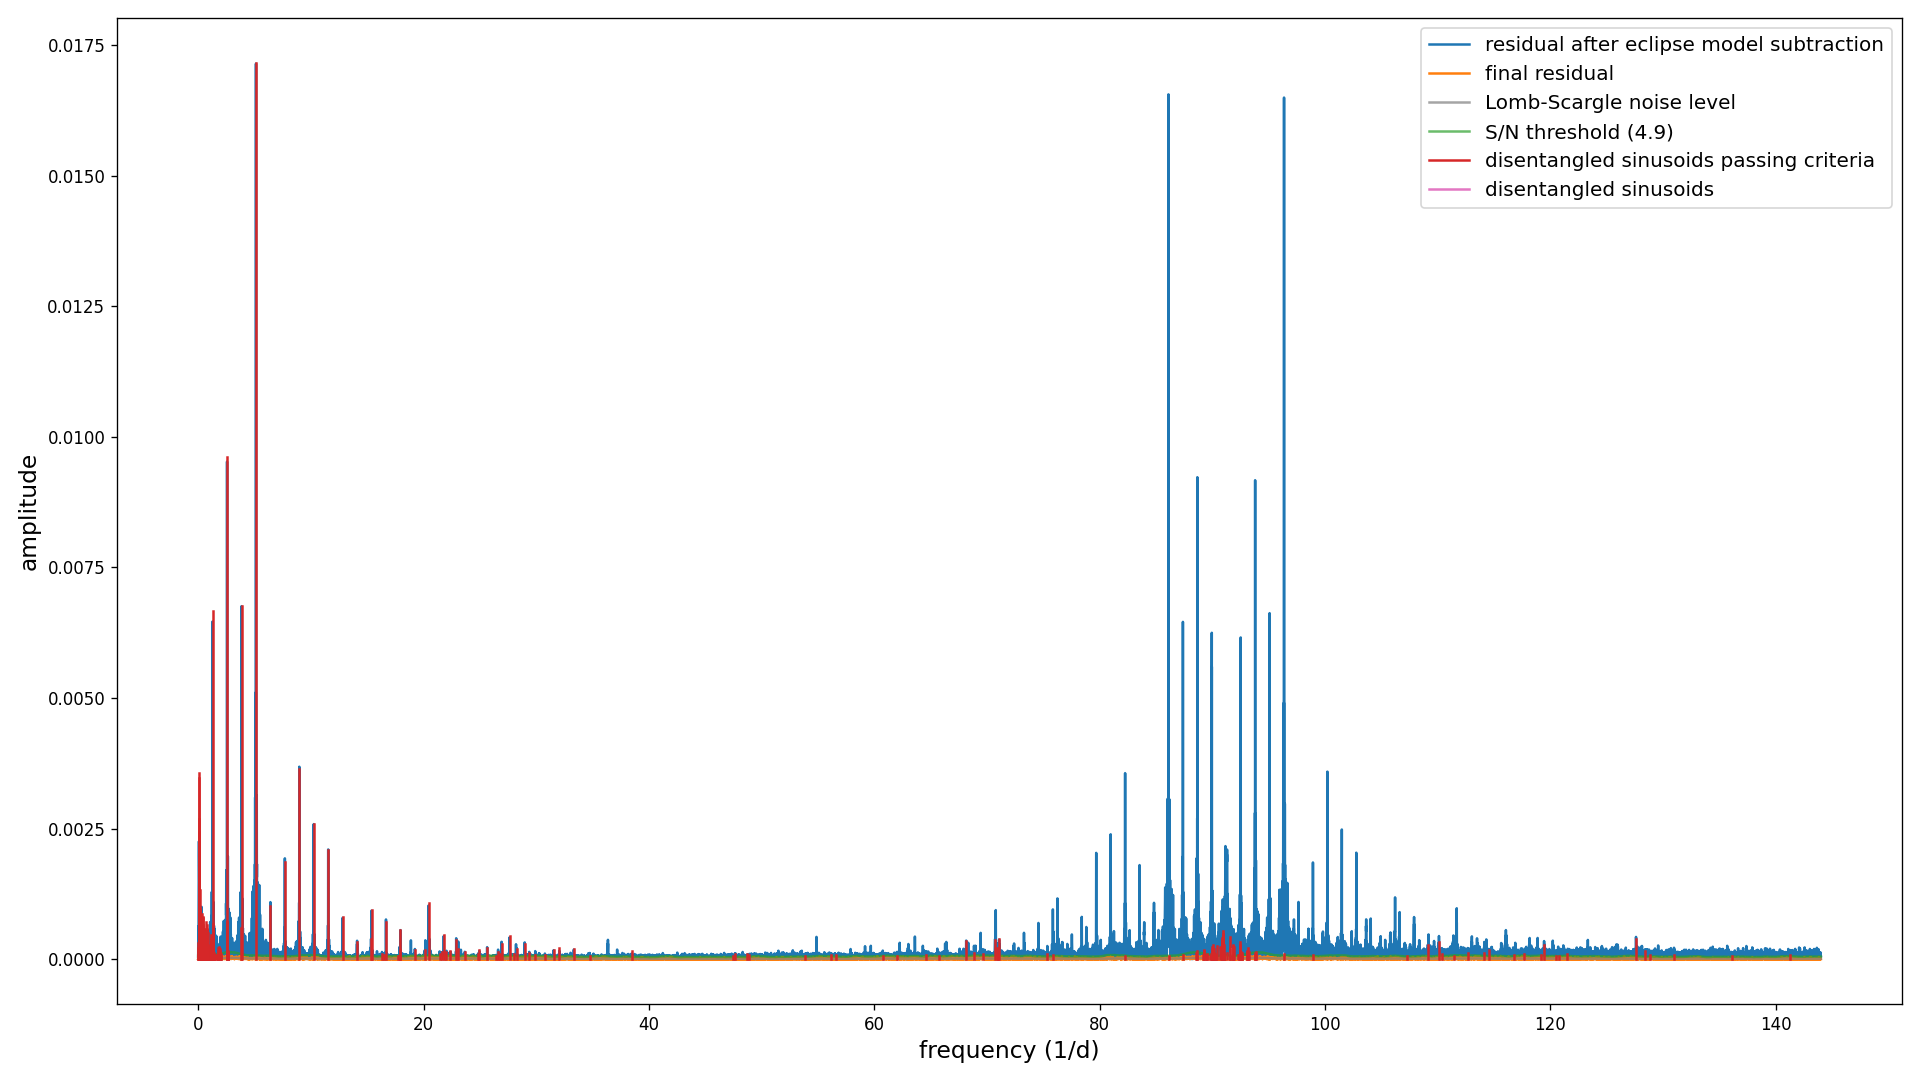 0.0175
0.0150
0.0125
0.0100
0.0075
0.0050
0.0025
0.0000
amplitude
residual after eclipse model subtraction
final residual
Lomb-Scargle noise level
S/N threshold (4.9)
disentangled sinusoids passing criteria
disentangled sinusoids
0 20 40 60 80 100 120 140
frequency (1/d)